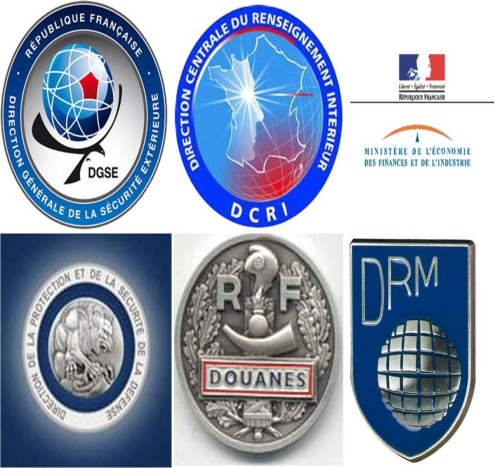 RÉPUBLIQUE FRANÇAISE
DGSE
DIRECTION GÉNÉRALE DE LA SÉCURITÉ EXTÉRIEURE
DIRECTION CENTRALE DU RENSEIGNEMENT INTERIEUR
DCRI
Liberté • Égalité • Fraternité
RÉPUBLIQUE FRANÇAISE
MINISTÈRE DE L'ÉCONOMIE
DES FINANCES ET DE L'INDUSTRIE
DIRECTION DE LA PROTECTION ET DE LA SECURITE DE LA DEFENSE
R F
DOUANES
DRM